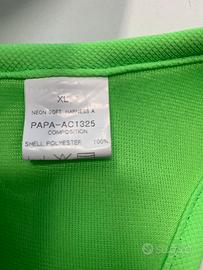 XL
NEON SOFT HARNESS A
PAPA-AC1325
COMPOSITION
SHELL POLYESTER 100%